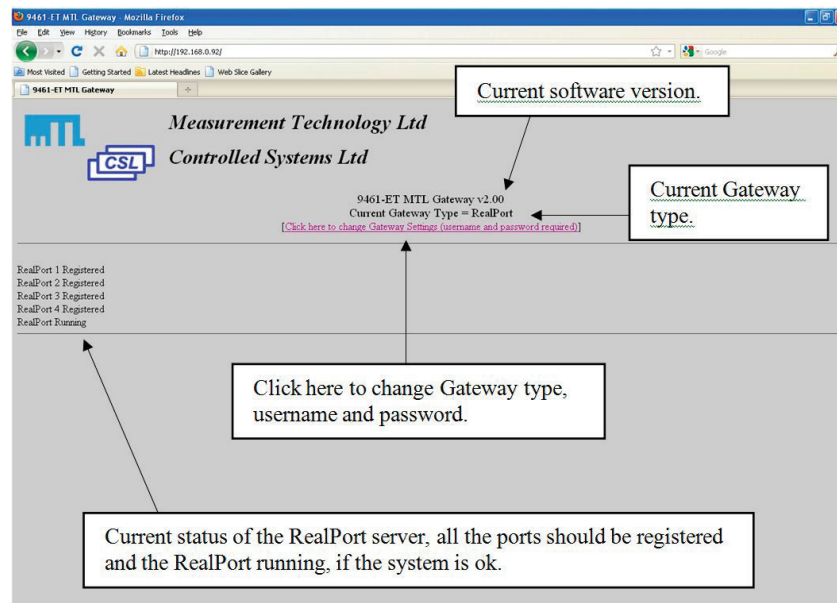 9461-ET MTL Gateway - Mozilla Firefox
File Edit View History Bookmarks Tools Help
http://192.168.0.92/
Google
Most Visited Getting Started Latest Headlines Web Slice Gallery
9461-ET MTL Gateway
Current software version.
MTL
CSL
Measurement Technology Ltd
Controlled Systems Ltd
9461-ET MTL Gateway v2.00
Current Gateway Type = RealPort
[Click here to change Gateway Settings (username and password required)]
Current Gateway
type.
RealPort 1 Registered
RealPort 2 Registered
RealPort 3 Registered
RealPort 4 Registered
RealPort Running
Click here to change Gateway type,
username and password.
Current status of the RealPort server, all the ports should be registered
and the RealPort running, if the system is ok.